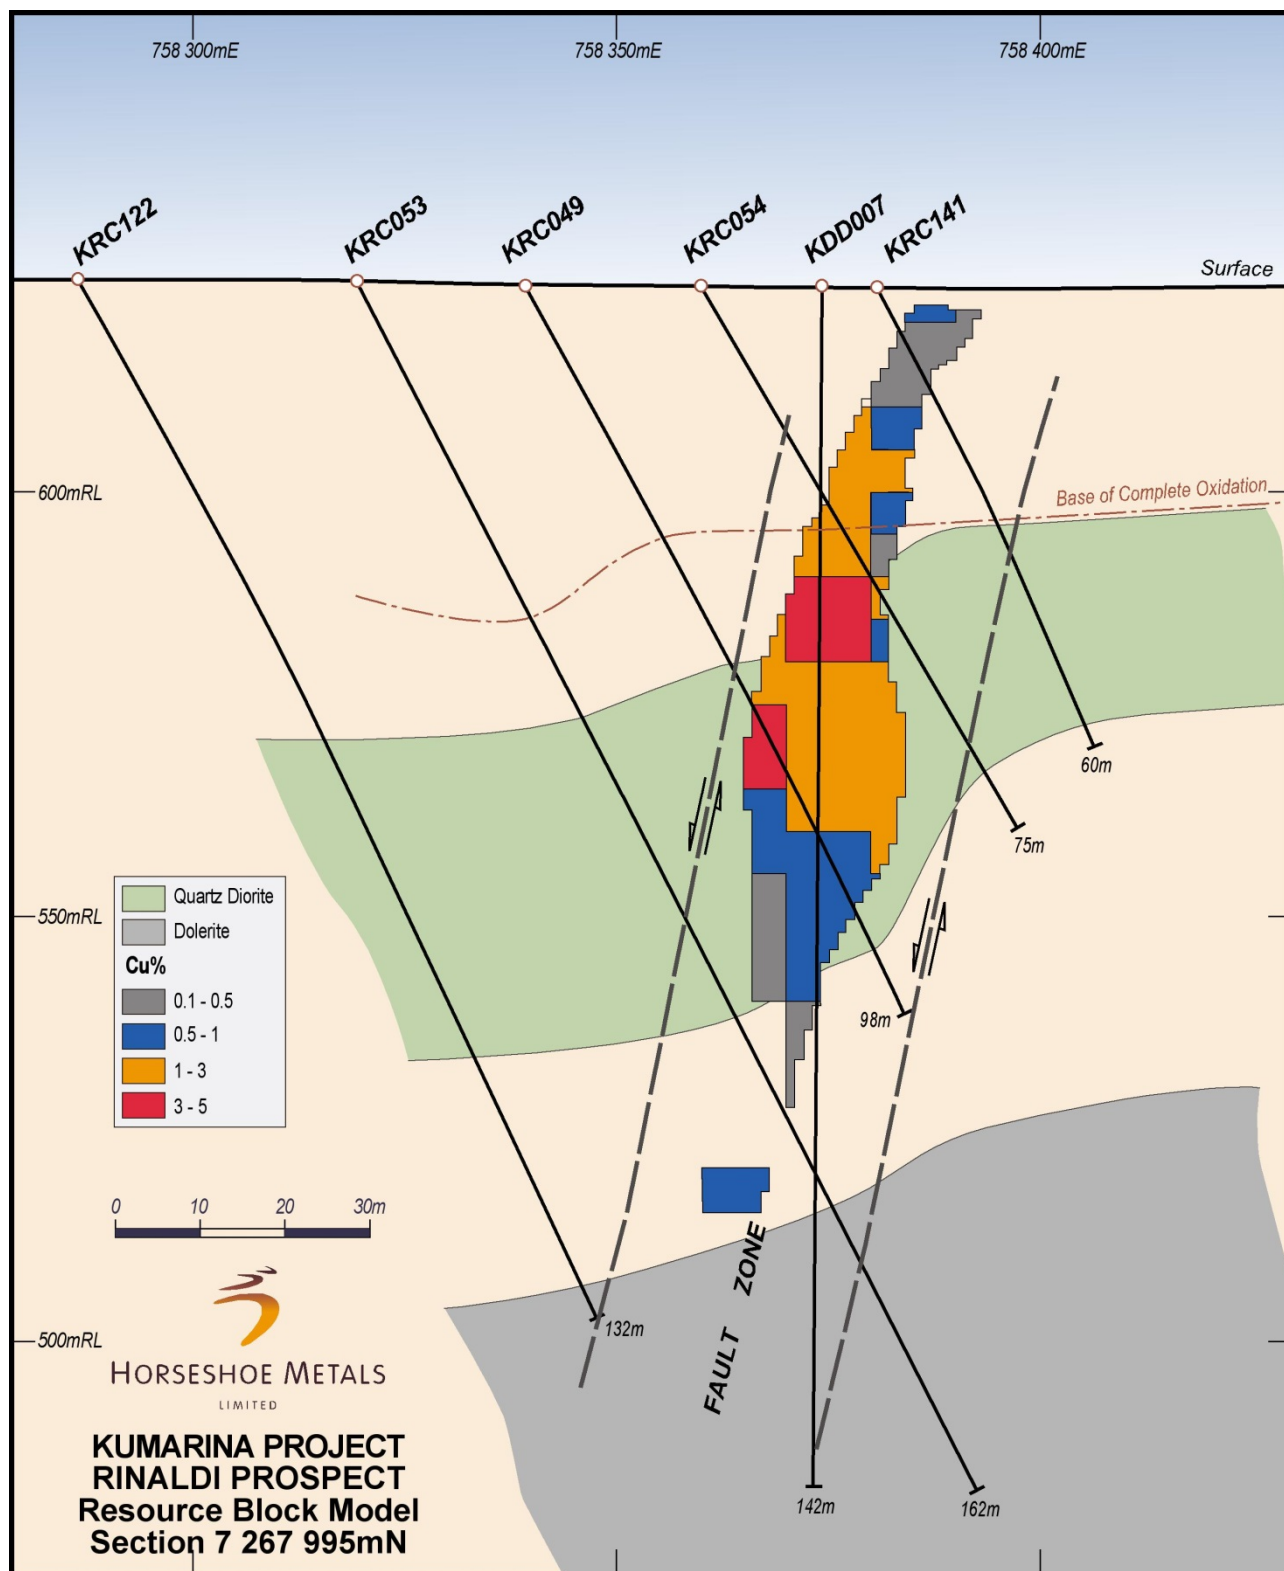 758 300mE
758 350mE
758 400mE
KRC122
KRC053
KRC049
KRC054
KDD007
KRC141
Surface
600mRL
Base of Complete Oxidation
60m
75m
550mRL
98m
Quartz Diorite
Dolerite
Cu%
0.1 - 0.5
0.5 - 1
1 - 3
3 - 5
0 10 20 30m
FAULT ZONE
500mRL
132m
HORSESHOE METALS
LIMITED
KUMARINA PROJECT
RINALDI PROSPECT
Resource Block Model
Section 7 267 995mN
142m
162m